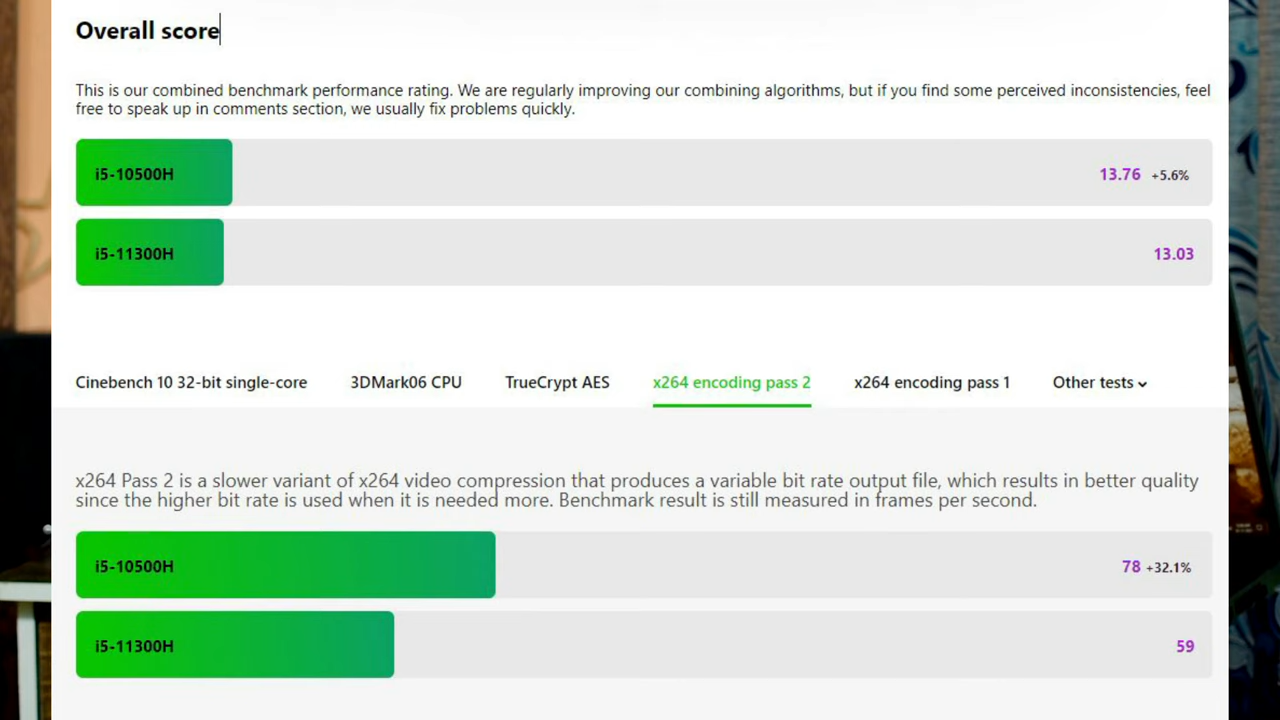 Overall score
This is our combined benchmark performance rating. We are regularly improving our combining algorithms, but if you find some perceived inconsistencies, feel
free to speak up in comments section, we usually fix problems quickly.
i5-10500H 13.76 +5.6%
i5-11300H 13.03
Cinebench 10 32-bit single-core 3DMark06 CPU TrueCrypt AES x264 encoding pass 2 x264 encoding pass 1 Other tests
x264 Pass 2 is a slower variant of x264 video compression that produces a variable bit rate output file, which results in better quality
since the higher bit rate is used when it is needed more. Benchmark result is still measured in frames per second.
i5-10500H 78 +32.1%
i5-11300H 59